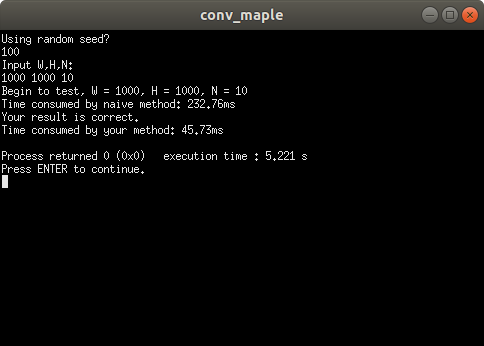 conv_maple
Using random seed?
100
Input W,H,N:
1000 1000 10
Begin to test, W = 1000, H = 1000, N = 10
Time consumed by naive method: 232.76ms
Your result is correct.
Time consumed by your method: 45.73ms
Process returned 0 (0x0)   execution time : 5.221 s
Press ENTER to continue.